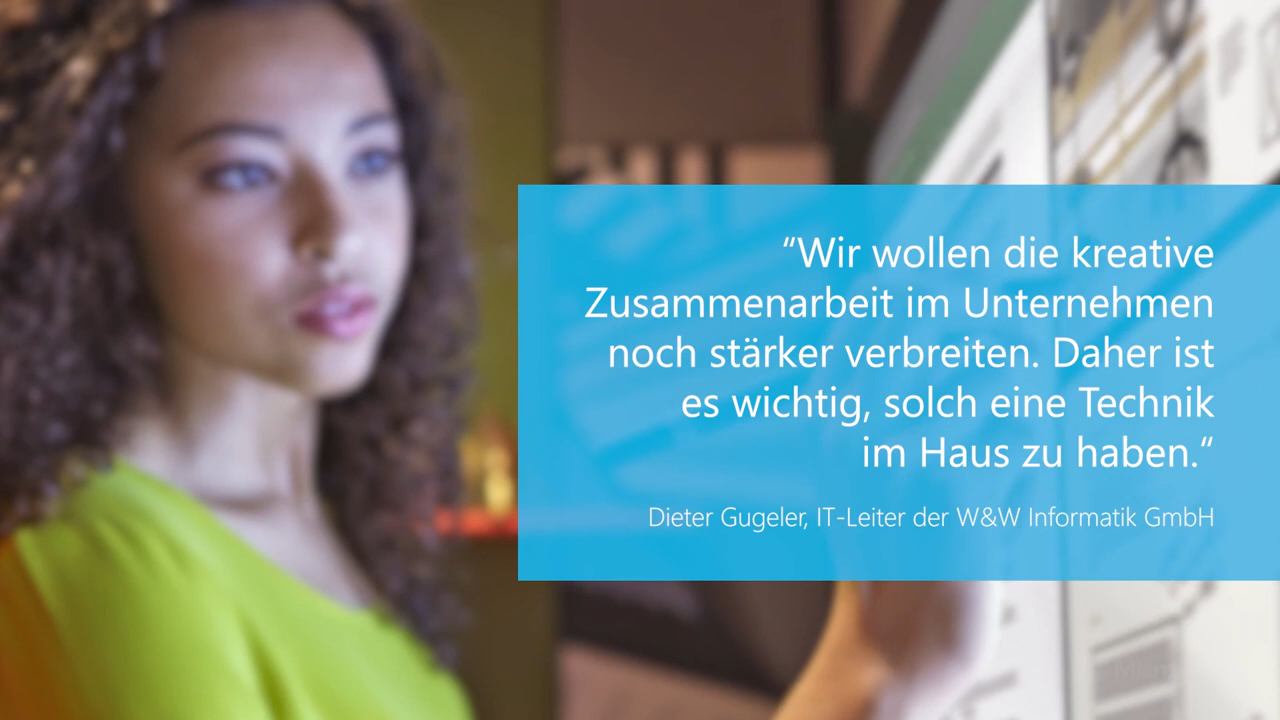 “Wir wollen die kreative
Zusammenarbeit im Unternehmen
noch stärker verbreiten. Daher ist
es wichtig, solch eine Technik
im Haus zu haben.“
Dieter Gugeler, IT-Leiter der W&W Informatik GmbH